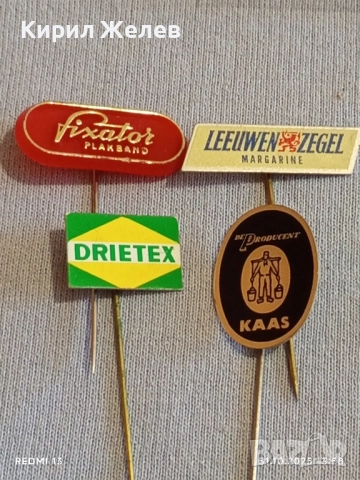 Кирил Желев
Fixator
PLAKBAND
LEEUWEN ZEGEL
MARGARINE
DRIETEX
DE PRODUCENT
KAAS
REDMI 13